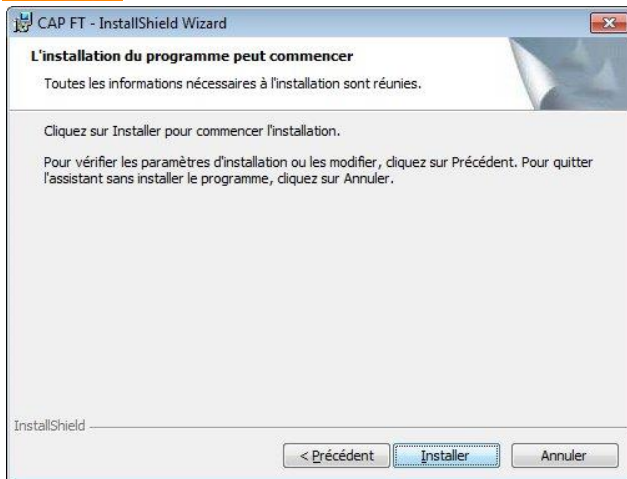 CAP FT - InstallShield Wizard
L'installation du programme peut commencer
Toutes les informations nécessaires à l'installation sont réunies.
Cliquez sur Installer pour commencer l'installation.
Pour vérifier les paramètres d'installation ou les modifier, cliquez sur Précédent. Pour quitter
l'assistant sans installer le programme, cliquez sur Annuler.
InstallShield
< Précédent Installer Annuler